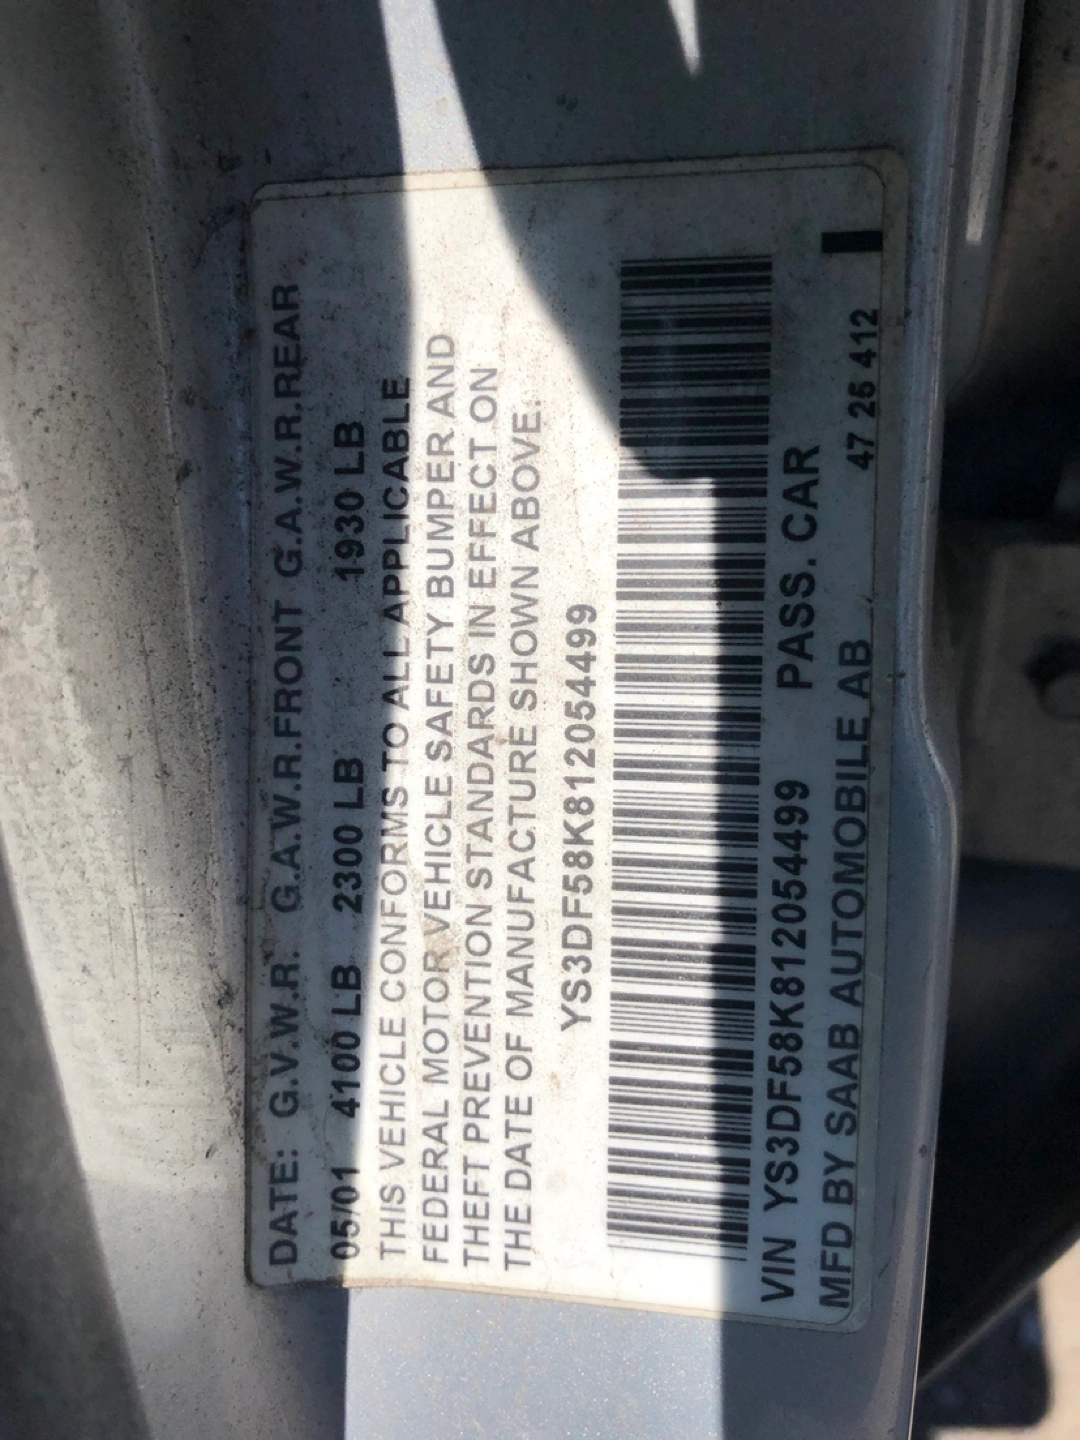 DATE: G.V.W.R. G.A.W.R.FRONT G.A.W.R.REAR
05/01 4100 LB 2300 LB 1930 LB
THIS VEHICLE CONFORMS TO ALL APPLICABLE
FEDERAL MOTOR VEHICLE SAFETY BUMPER AND
THEFT PREVENTION STANDARDS IN EFFECT ON
THE DATE OF MANUFACTURE SHOWN ABOVE.
YS3DF58K812054499
VIN YS3DF58K812054499 PASS. CAR
MFD BY SAAB AUTOMOBILE AB 47 25 412